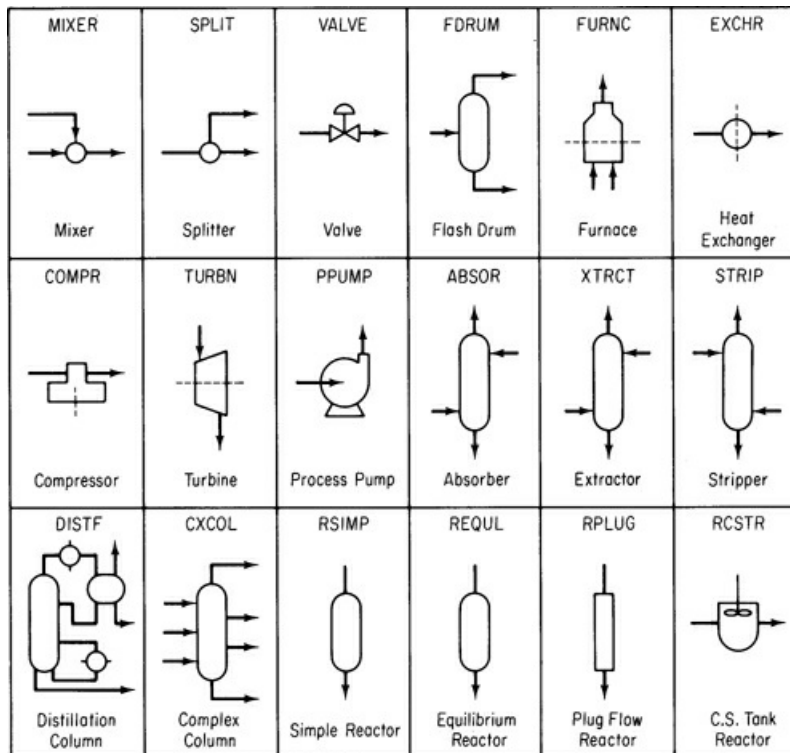 MIXER
SPLIT
VALVE
FDRUM
FURNC
EXCHR
Mixer
Splitter
Valve
Flash Drum
Furnace
Heat
Exchanger
COMPR
TURBN
PPUMP
ABSOR
XTRCT
STRIP
Compressor
Turbine
Process Pump
Absorber
Extractor
Stripper
DISTF
CXCOL
RSIMP
REQUL
RPLUG
RCSTR
Distillation
Column
Complex
Column
Simple Reactor
Equilibrium
Reactor
Plug Flow
Reactor
C.S. Tank
Reactor